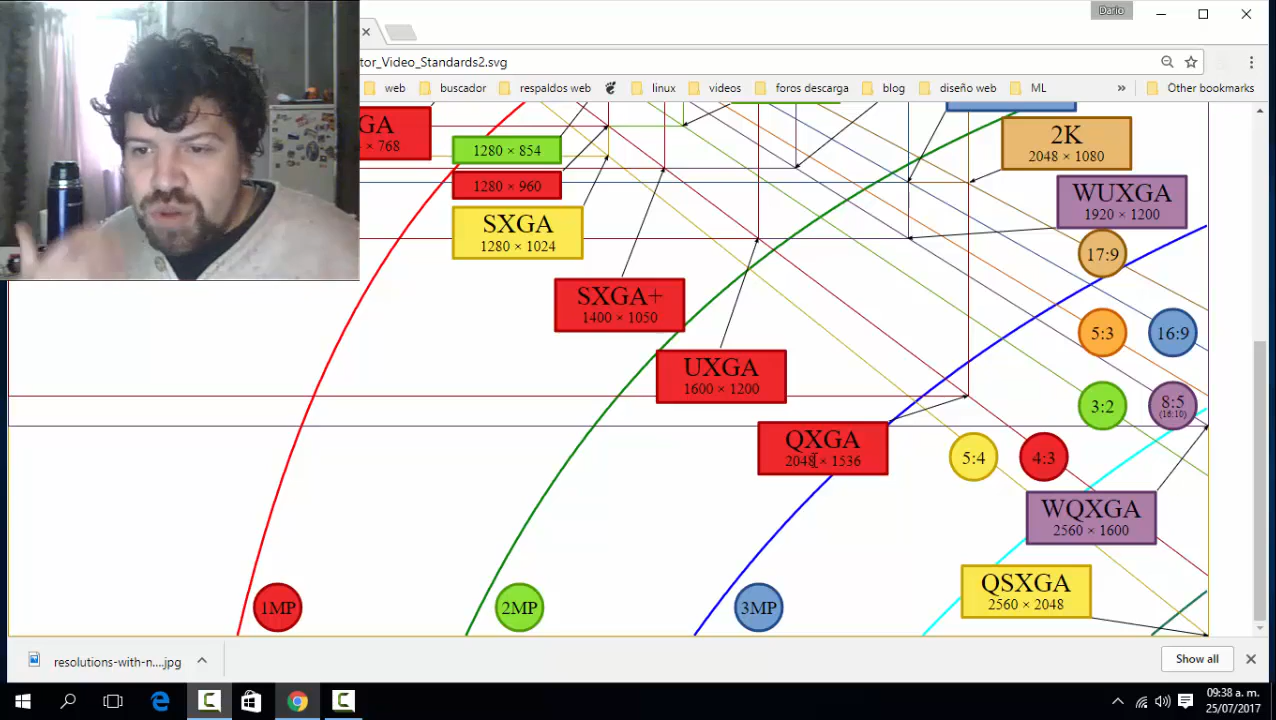 Dario
tor_Video_Standards2.svg
web
buscador
respaldos web
linux
videos
foros descarga
blog
diseño web
ML
»
Other bookmarks
GA
× 768
1280 × 854
1280 × 960
SXGA
1280 × 1024
2K
2048 × 1080
WUXGA
1920 × 1200
17:9
SXGA+
1400 × 1050
5:3
16:9
UXGA
1600 × 1200
3:2
8:5
(16:10)
QXGA
2048 × 1536
5:4
4:3
WQXGA
2560 × 1600
QSXGA
2560 × 2048
1MP
2MP
3MP
resolutions-with-n....jpg
Show all
09:38 a. m.
25/07/2017